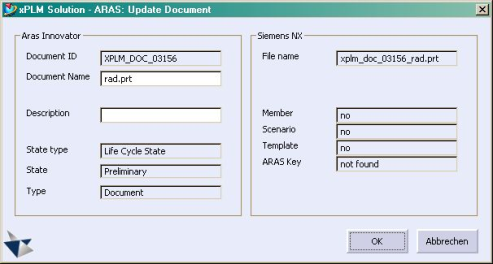 xPLM Solution - ARAS: Update Document
Aras Innovator
Document ID XPLM_DOC_03156
Document Name rad.prt
Description
State type Life Cycle State
State Preliminary
Type Document
Siemens NX
File name xplm_doc_03156_rad.prt
Member no
Scenario no
Template no
ARAS Key not found
OK Abbrechen